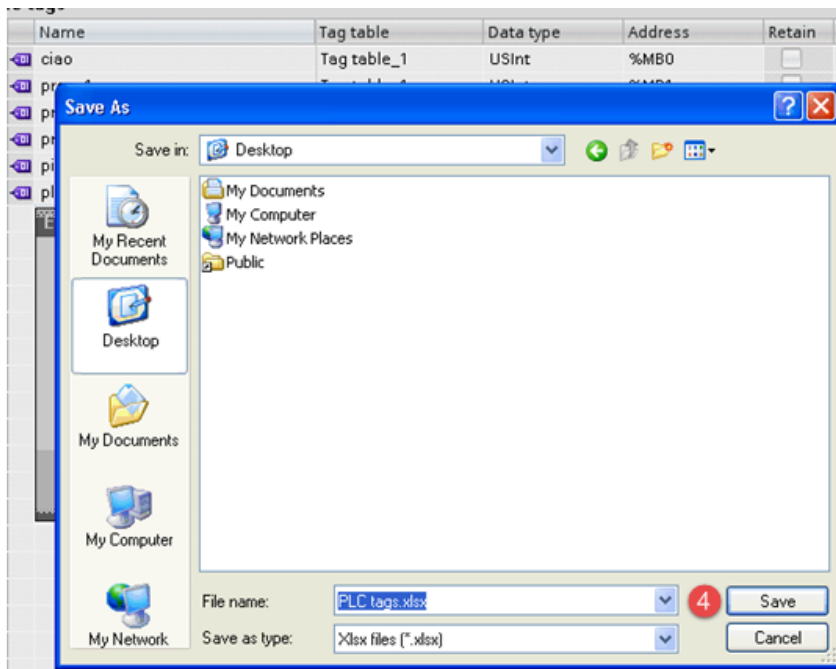 Name Tag table Data type Address Retain
ciao Tag table_1 USInt %MB0
Save As
Save in: Desktop
My Documents
My Computer
My Network Places
Public
My Recent
Documents
Desktop
My Documents
My Computer
My Network
File name: PLC tags.xlsx 4 Save
Save as type: Xlsx files (*.xlsx) Cancel